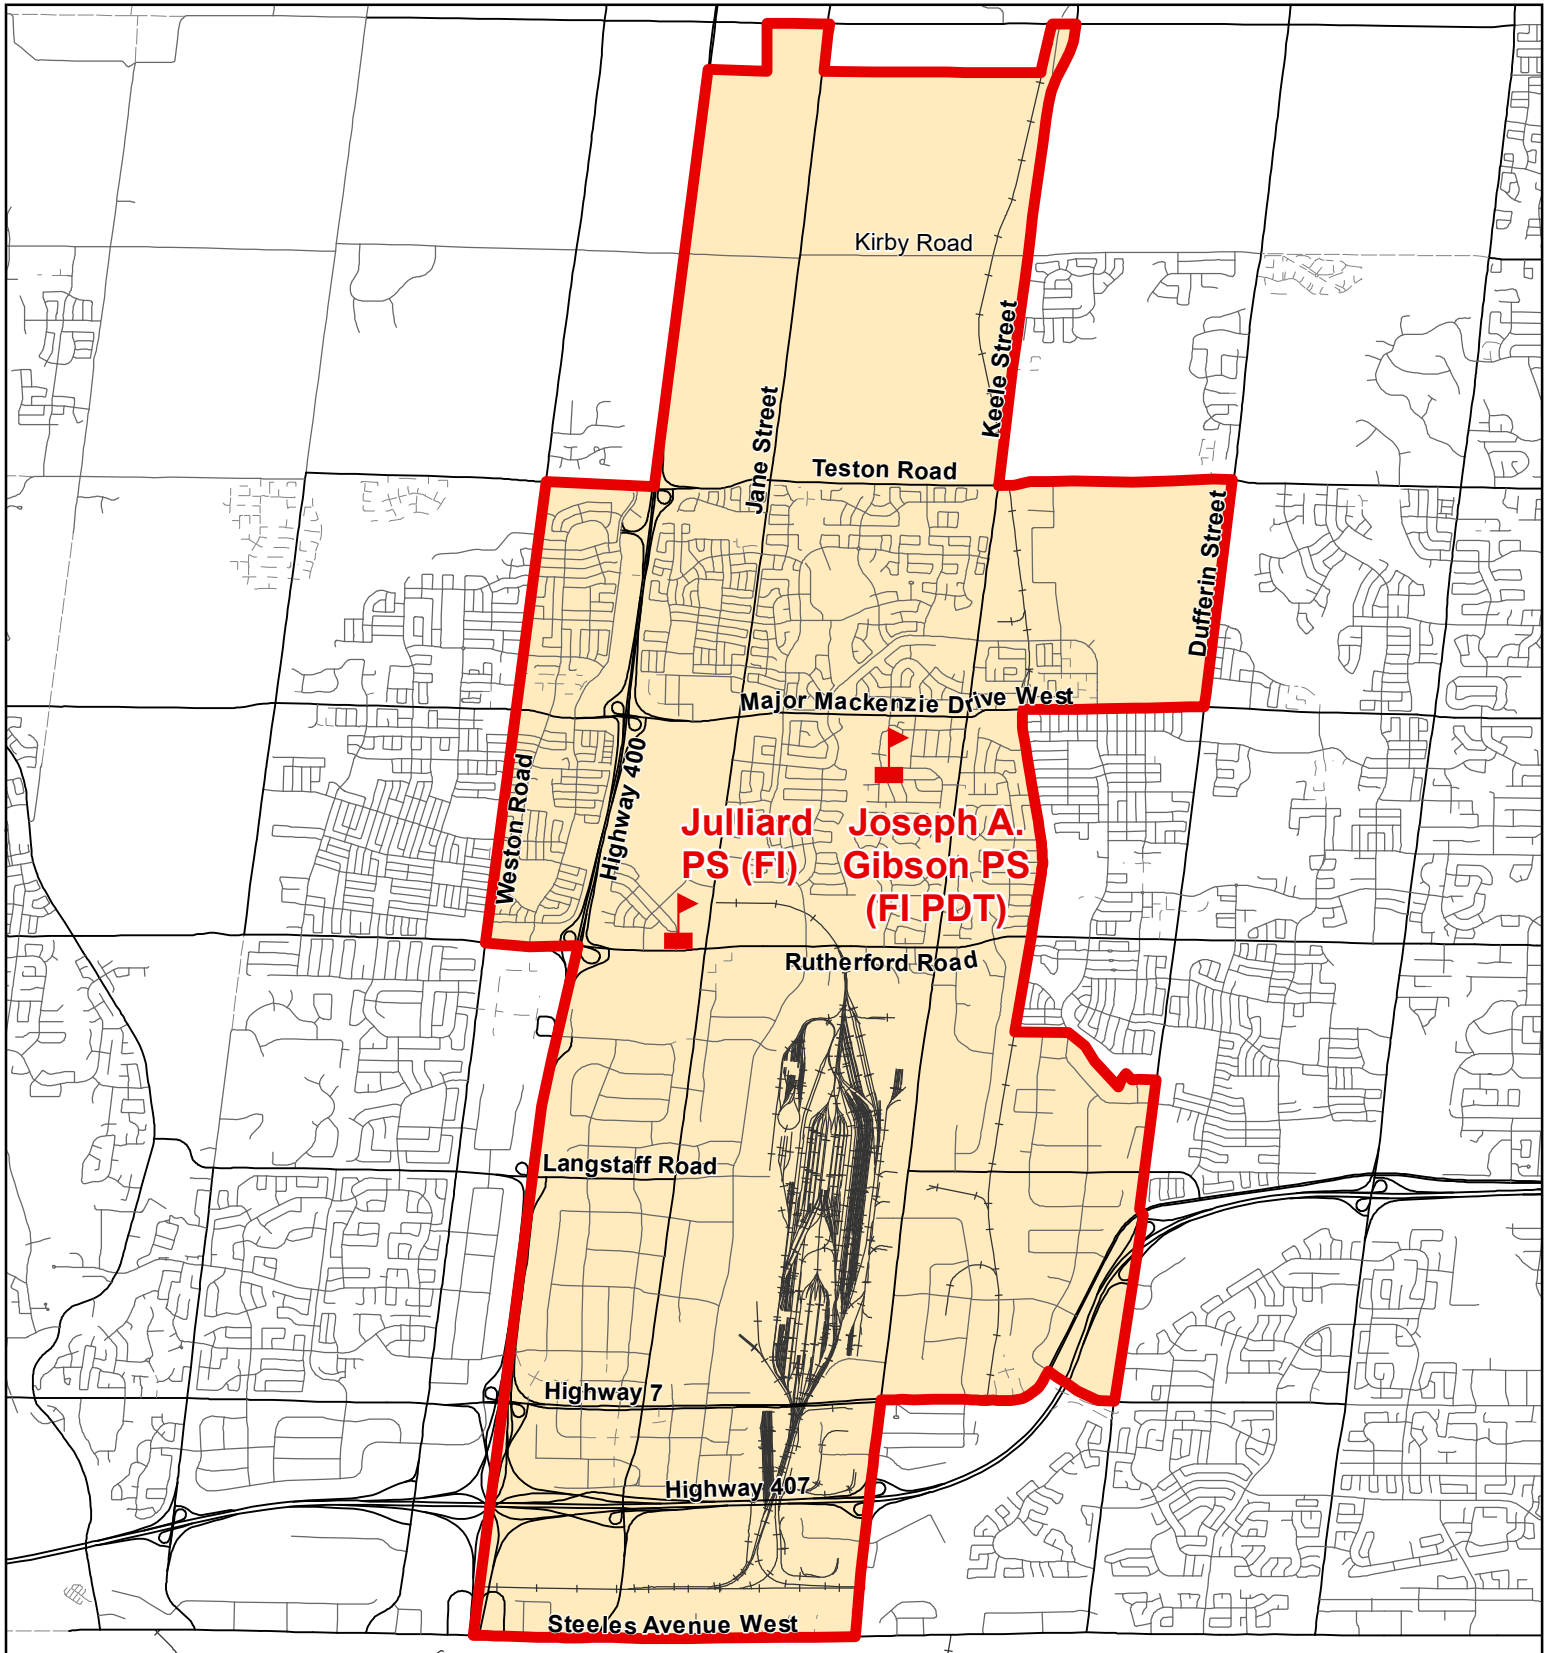 Kirby Road
Keele Street
Jane Street
Teston Road
Dufferin Street
Major Mackenzie Drive West
Weston Road
Highway 400
Julliard
PS (FI)
Joseph A.
Gibson PS
(FI PDT)
Rutherford Road
Langstaff Road
Highway 7
Highway 407
Steeles Avenue West